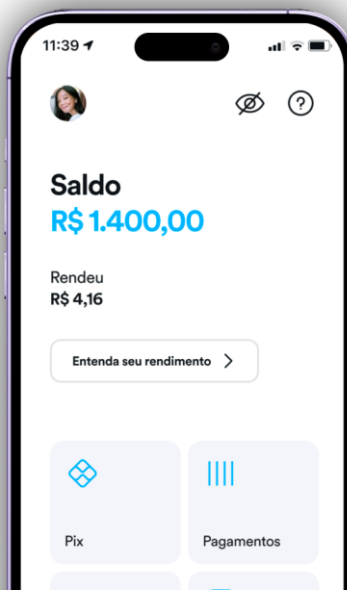 11:39
Saldo
R$ 1.400,00
Rendeu
R$ 4,16
Entenda seu rendimento
Pix
Pagamentos